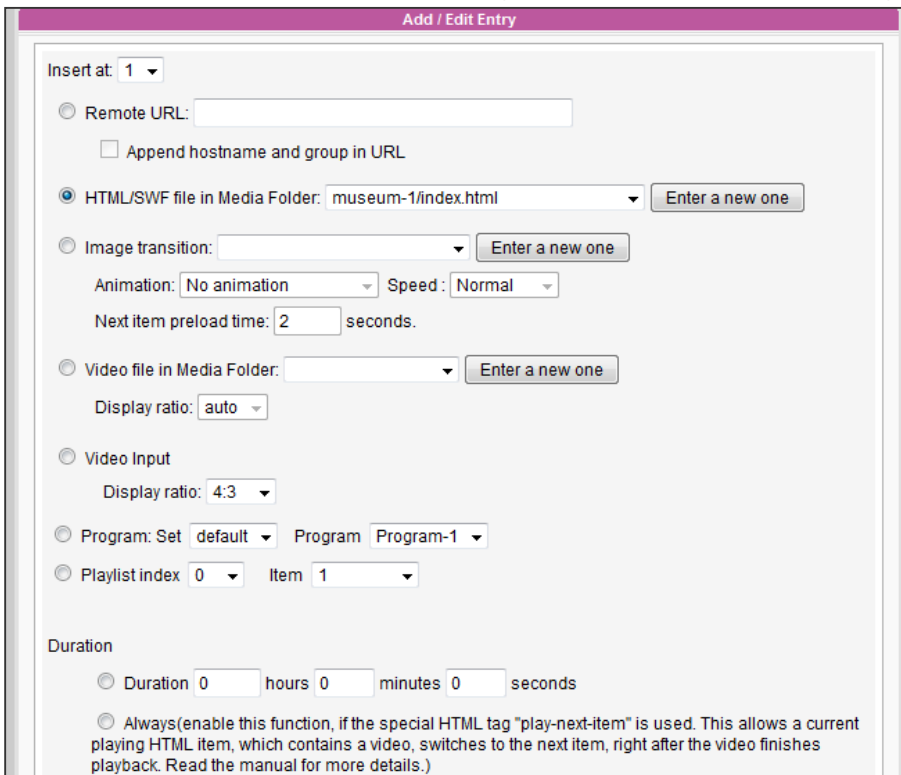 Add / Edit Entry
Insert at: 1
Remote URL:
Append hostname and group in URL
HTML/SWF file in Media Folder: museum-1/index.html Enter a new one
Image transition: Enter a new one
Animation: No animation Speed : Normal
Next item preload time: 2 seconds.
Video file in Media Folder: Enter a new one
Display ratio: auto
Video Input
Display ratio: 4:3
Program: Set default Program Program-1
Playlist index 0 Item 1
Duration
Duration 0 hours 0 minutes 0 seconds
Always(enable this function, if the special HTML tag "play-next-item" is used. This allows a current
playing HTML item, which contains a video, switches to the next item, right after the video finishes
playback. Read the manual for more details.)